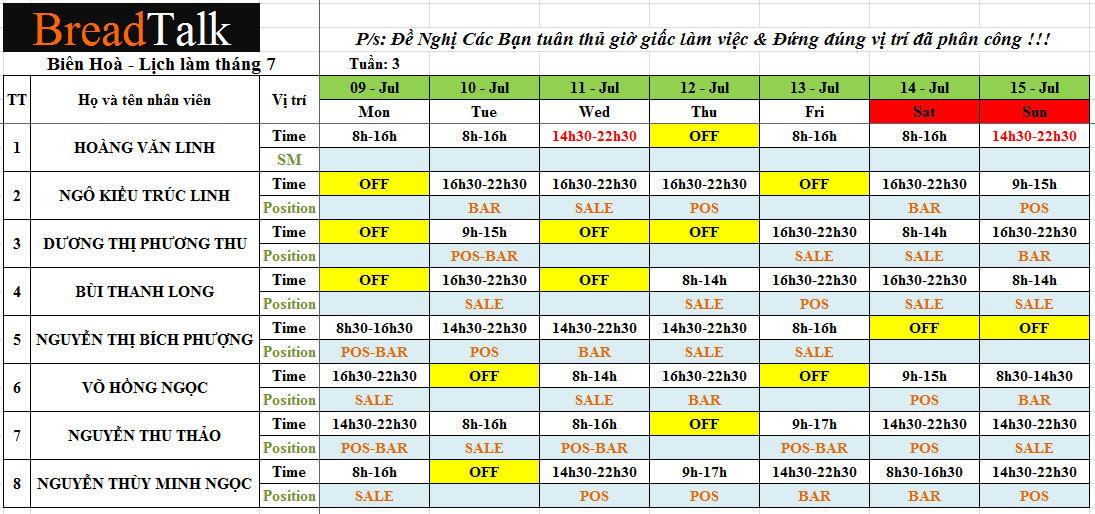 BreadTalk
P/s: Đề Nghị Các Bạn tuân thủ giờ giấc làm việc & Đứng đúng vị trí đã phân công !!!
Biên Hoà - Lịch làm tháng 7 Tuần: 3
TT Họ và tên nhân viên Vị trí 09 - Jul 10 - Jul 11 - Jul 12 - Jul 13 - Jul 14 - Jul 15 - Jul
Mon Tue Wed Thu Fri Sat Sun
1 HOÀNG VĂN LINH Time 8h-16h 8h-16h 14h30-22h30 OFF 8h-16h 8h-16h 14h30-22h30
SM
2 NGÔ KIỀU TRÚC LINH Time OFF 16h30-22h30 16h30-22h30 16h30-22h30 OFF 16h30-22h30 9h-15h
Position BAR SALE POS BAR POS
3 DƯƠNG THỊ PHƯƠNG THU Time OFF 9h-15h OFF OFF 16h30-22h30 8h-14h 16h30-22h30
Position POS-BAR SALE SALE BAR
4 BÙI THANH LONG Time OFF 16h30-22h30 OFF 8h-14h 16h30-22h30 16h30-22h30 8h-14h
Position SALE SALE POS SALE SALE
5 NGUYỄN THỊ BÍCH PHƯỢNG Time 8h30-16h30 14h30-22h30 14h30-22h30 14h30-22h30 8h-16h OFF OFF
Position POS-BAR POS BAR SALE SALE
6 VÕ HỒNG NGỌC Time 16h30-22h30 OFF 8h-14h 16h30-22h30 OFF 9h-15h 8h30-14h30
Position SALE SALE BAR POS BAR
7 NGUYỄN THU THẢO Time 14h30-22h30 8h-16h 8h-16h OFF 9h-17h 14h30-22h30 14h30-22h30
Position POS-BAR SALE POS-BAR POS-BAR POS SALE
8 NGUYỄN THÙY MINH NGỌC Time 8h-16h OFF 14h30-22h30 9h-17h 14h30-22h30 8h30-16h30 14h30-22h30
Position SALE POS POS BAR BAR POS